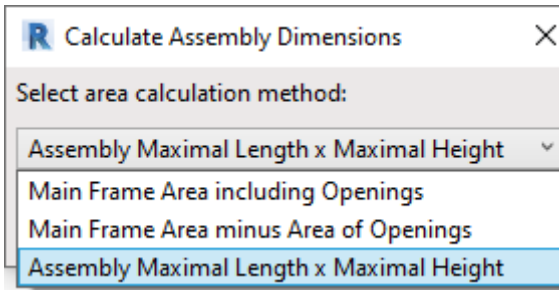 R Calculate Assembly Dimensions
Select area calculation method:
Assembly Maximal Length x Maximal Height
Main Frame Area including Openings
Main Frame Area minus Area of Openings
Assembly Maximal Length x Maximal Height